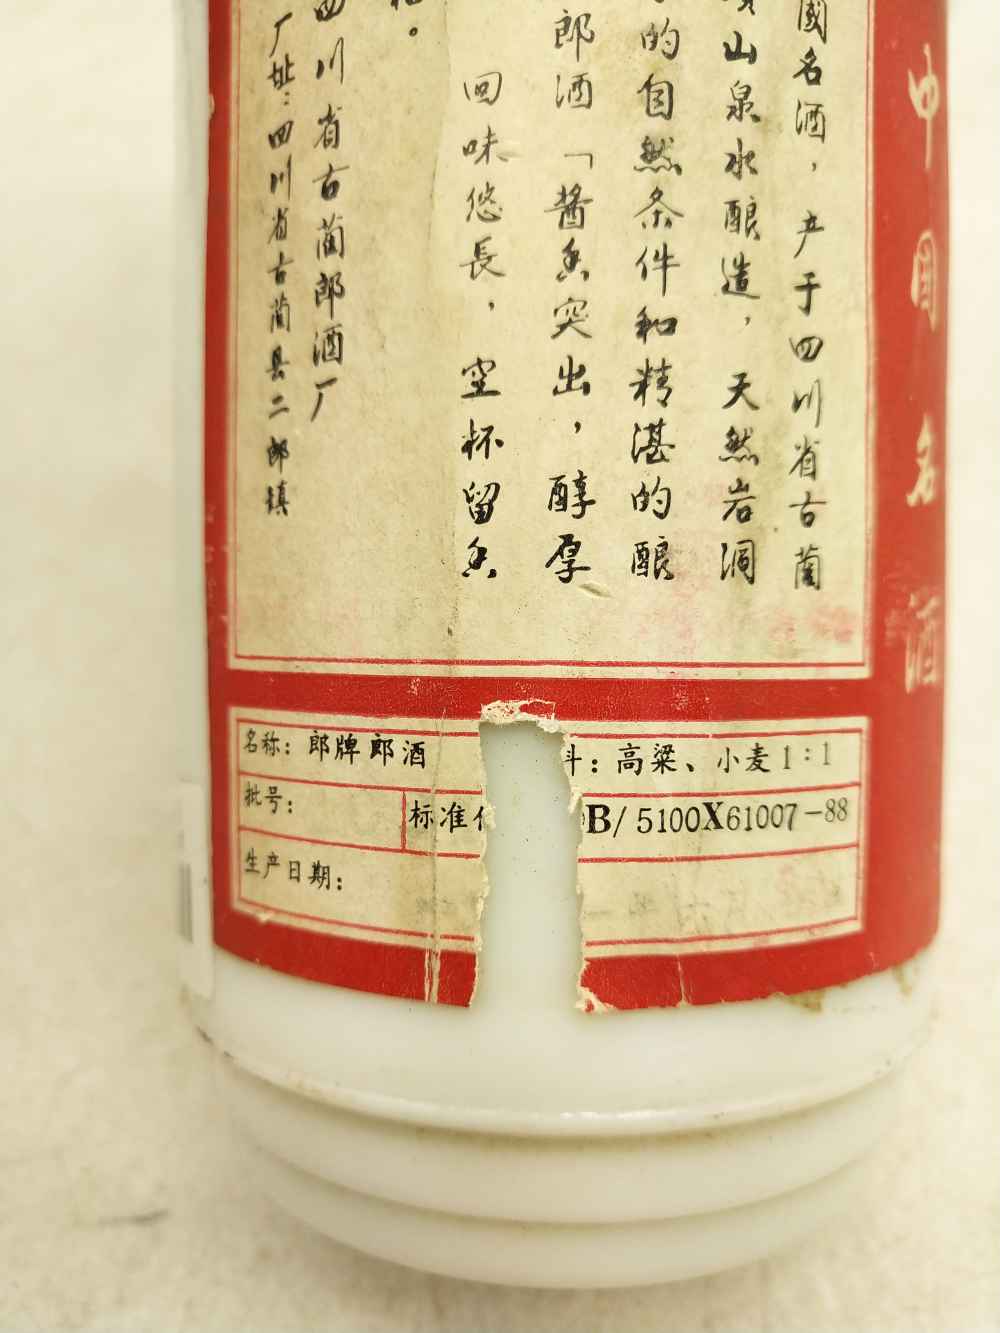 中国名酒
國名酒，产于四川省古蔺
山泉水酿造，天然岩洞
的自然条件和精湛的酿
郎酒「酱香突出，醇厚
回味悠長，空杯留香
。
四川省古蔺郎酒厂
厂址：四川省古蔺县二郎镇
名称：郎牌郎酒
料：高粱、小麦1：1
批号：
标准代
B/5100X61007-88
生产日期：